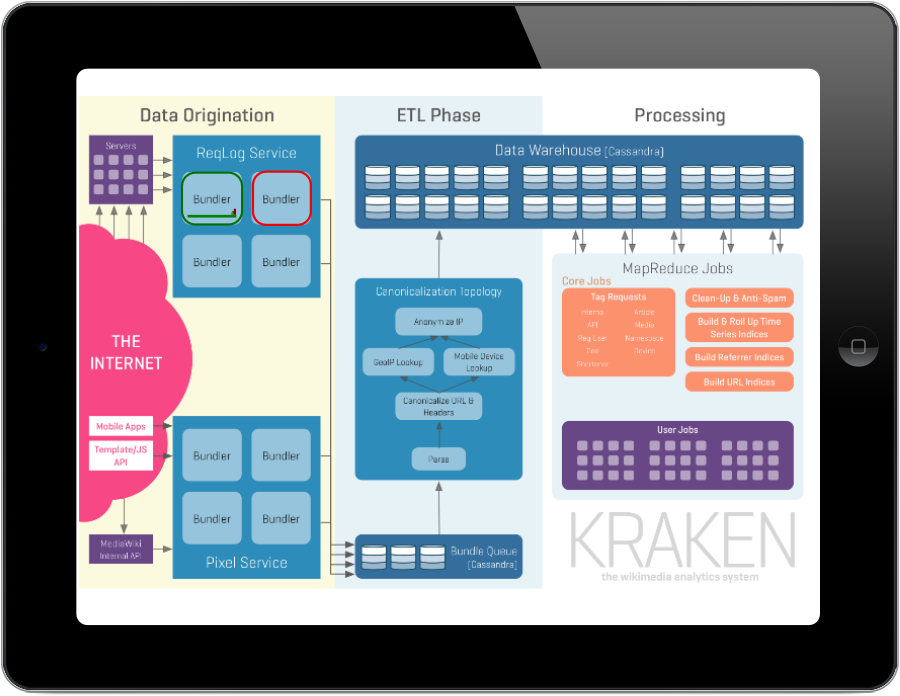 Data Origination
ETL Phase
Processing
Servers
ReqLog Service
Bundler
Bundler
Bundler
Bundler
THE
INTERNET
Mobile Apps
Template/JS
API
MediaWiki
Internal API
Bundler
Bundler
Bundler
Bundler
Pixel Service
Canonicalization Topology
Anonymize IP
GeoIP Lookup
Mobile Device
Lookup
Canonicalize URL &
Headers
Parse
Bundle Queue
(Cassandra)
Data Warehouse (Cassandra)
MapReduce Jobs
Core Jobs
Tag Requests
API
Reg User
Article
Media
Namespace
Device
Clean-Up & Anti-Spam
Build & Roll Up Time
Series Indices
Build Referrer Indices
Build URL Indices
User Jobs
KRAKEN
the wikimedia analytics system